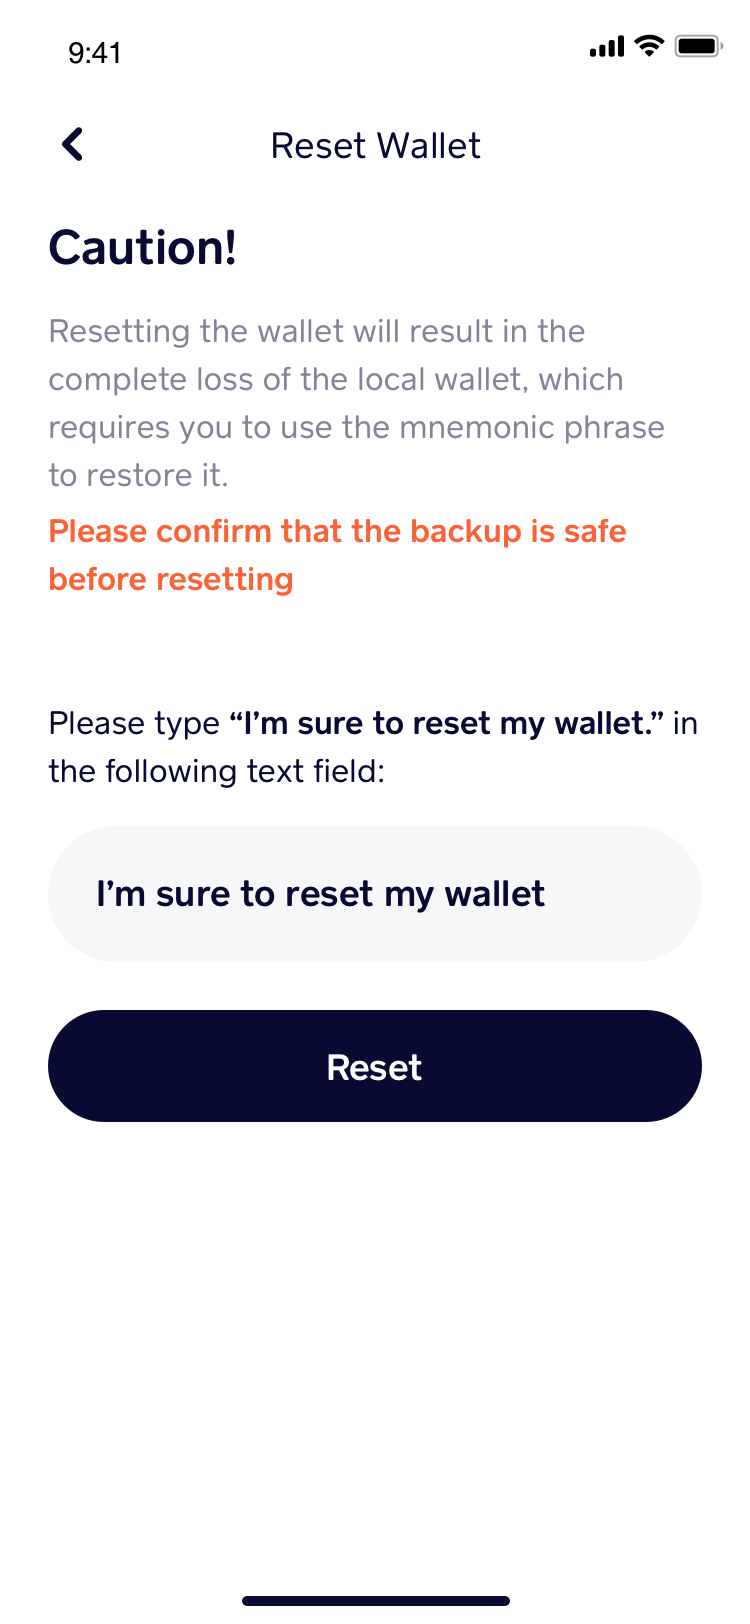 9:41
Reset Wallet
Caution!
Resetting the wallet will result in the
complete loss of the local wallet, which
requires you to use the mnemonic phrase
to restore it.
Please confirm that the backup is safe
before resetting
Please type “I’m sure to reset my wallet.” in
the following text field:
I’m sure to reset my wallet
Reset